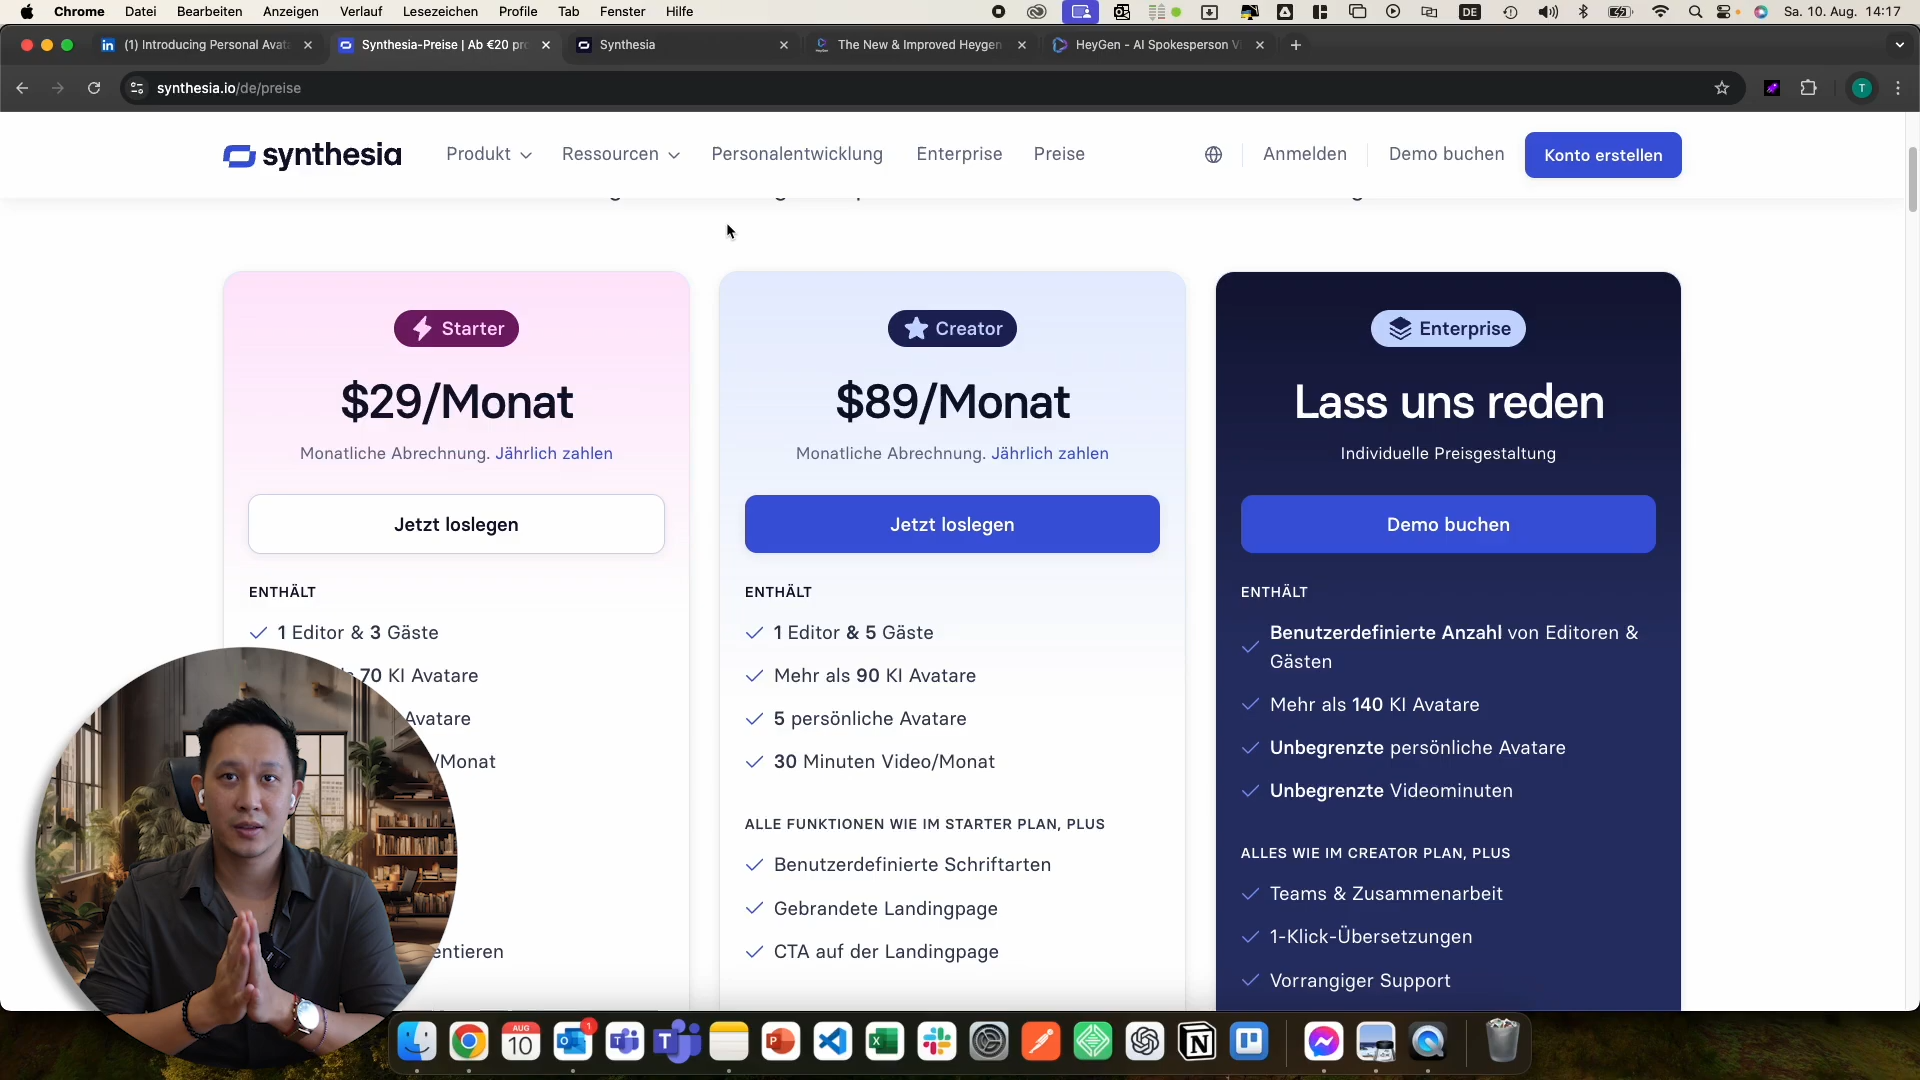 Chrome Datei Bearbeiten Anzeigen Verlauf Lesezeichen Profile Tab Fenster Hilfe DE Sa. 10. Aug. 14:17
(1) Introducing Personal Avata Synthesia-Preise | Ab €20 pro Synthesia The New & Improved Heygen HeyGen - AI Spokesperson Vi
synthesia.io/de/preise T
synthesia Produkt Ressourcen Personalentwicklung Enterprise Preise Anmelden Demo buchen Konto erstellen
Starter
$29/Monat
Monatliche Abrechnung. Jährlich zahlen
Jetzt loslegen
ENTHÄLT
1 Editor & 3 Gäste
70 KI Avatare
Avatare
/Monat
entieren
Creator
$89/Monat
Monatliche Abrechnung. Jährlich zahlen
Jetzt loslegen
ENTHÄLT
1 Editor & 5 Gäste
Mehr als 90 KI Avatare
5 persönliche Avatare
30 Minuten Video/Monat
ALLE FUNKTIONEN WIE IM STARTER PLAN, PLUS
Benutzerdefinierte Schriftarten
Gebrandete Landingpage
CTA auf der Landingpage
Enterprise
Lass uns reden
Individuelle Preisgestaltung
Demo buchen
ENTHÄLT
Benutzerdefinierte Anzahl von Editoren &
Gästen
Mehr als 140 KI Avatare
Unbegrenzte persönliche Avatare
Unbegrenzte Videominuten
ALLES WIE IM CREATOR PLAN, PLUS
Teams & Zusammenarbeit
1-Klick-Übersetzungen
Vorrangiger Support
AUG
10
1